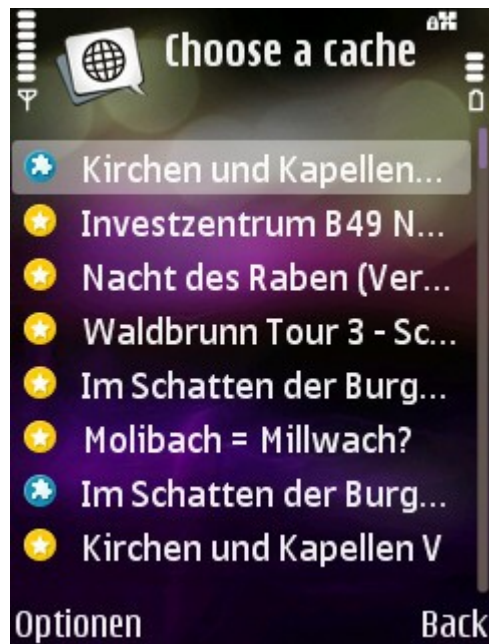 Choose a cache
Kirchen und Kapellen...
Investzentrum B49 N...
Nacht des Raben (Ver...
Waldbrunn Tour 3 - Sc...
Im Schatten der Burg...
Molibach = Millwach?
Im Schatten der Burg...
Kirchen und Kapellen V
Optionen Back